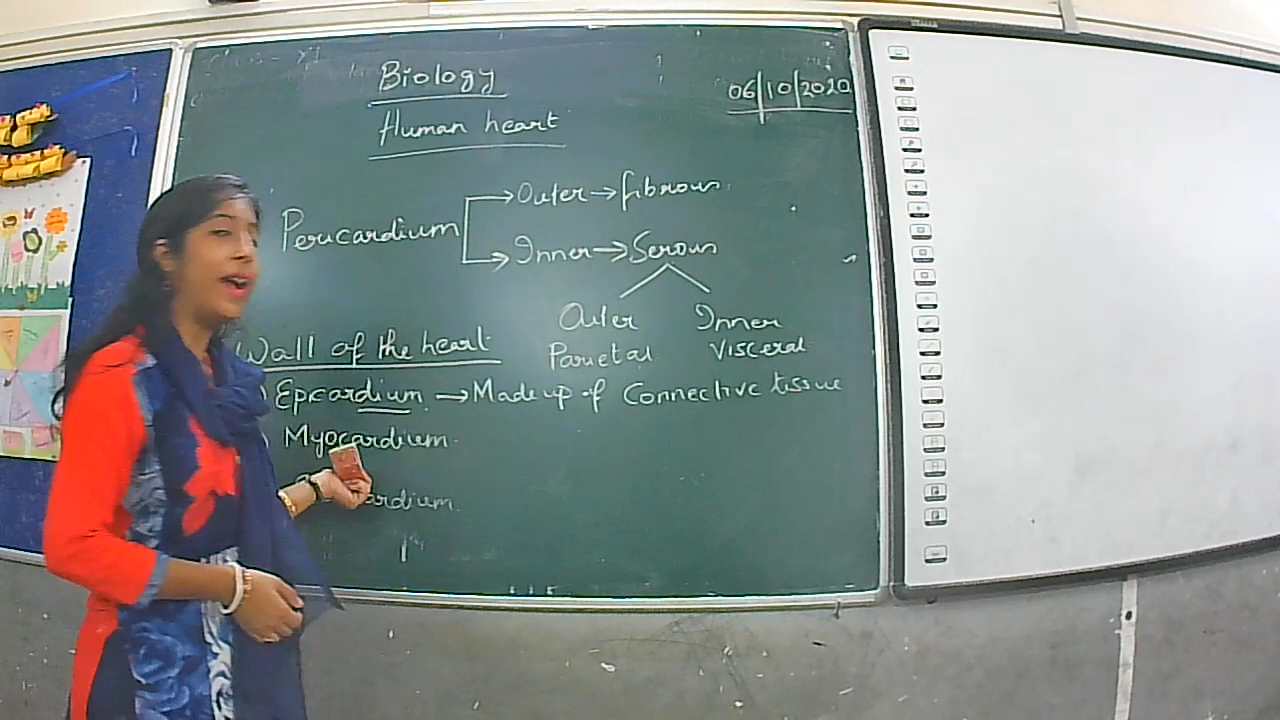 Biology
06/10/2020
Human heart
Pericardium → Outer → fibrous
→ Inner → Serous
Outer Inner
Parietal Visceral
Wall of the heart
Epicardium → Made up of Connective tissue
Myocardium